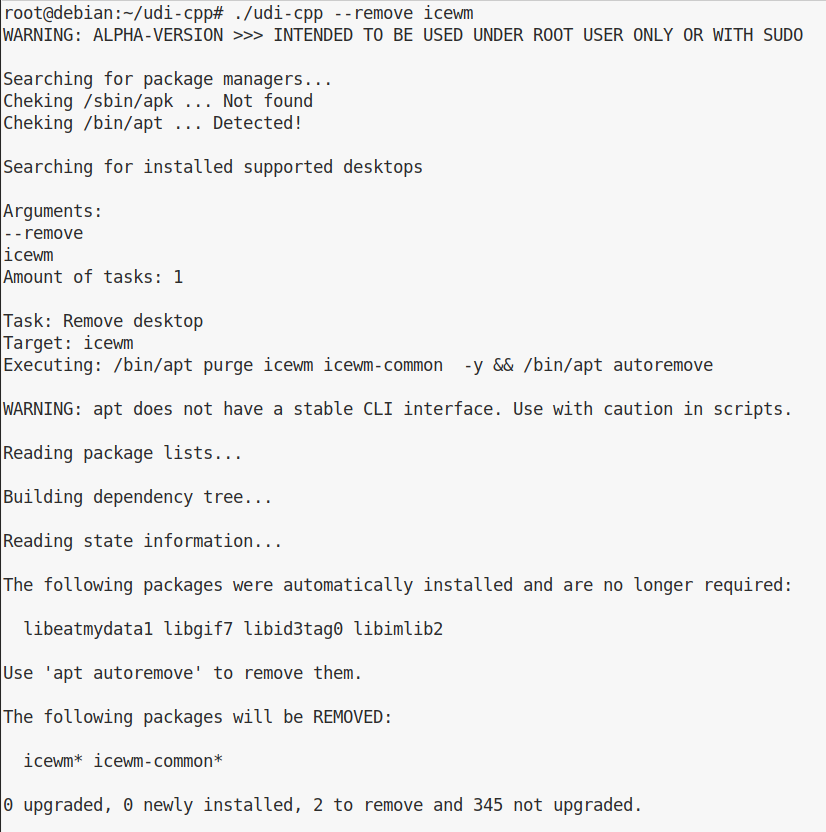 root@debian:~/udi-cpp# ./udi-cpp --remove icewm
WARNING: ALPHA-VERSION >>> INTENDED TO BE USED UNDER ROOT USER ONLY OR WITH SUDO
Searching for package managers...
Cheking /sbin/apk ... Not found
Cheking /bin/apt ... Detected!
Searching for installed supported desktops
Arguments:
--remove
icewm
Amount of tasks: 1
Task: Remove desktop
Target: icewm
Executing: /bin/apt purge icewm icewm-common  -y && /bin/apt autoremove
WARNING: apt does not have a stable CLI interface. Use with caution in scripts.
Reading package lists...
Building dependency tree...
Reading state information...
The following packages were automatically installed and are no longer required:
  libeatmydata1 libgif7 libid3tag0 libimlib2
Use 'apt autoremove' to remove them.
The following packages will be REMOVED:
  icewm* icewm-common*
0 upgraded, 0 newly installed, 2 to remove and 345 not upgraded.